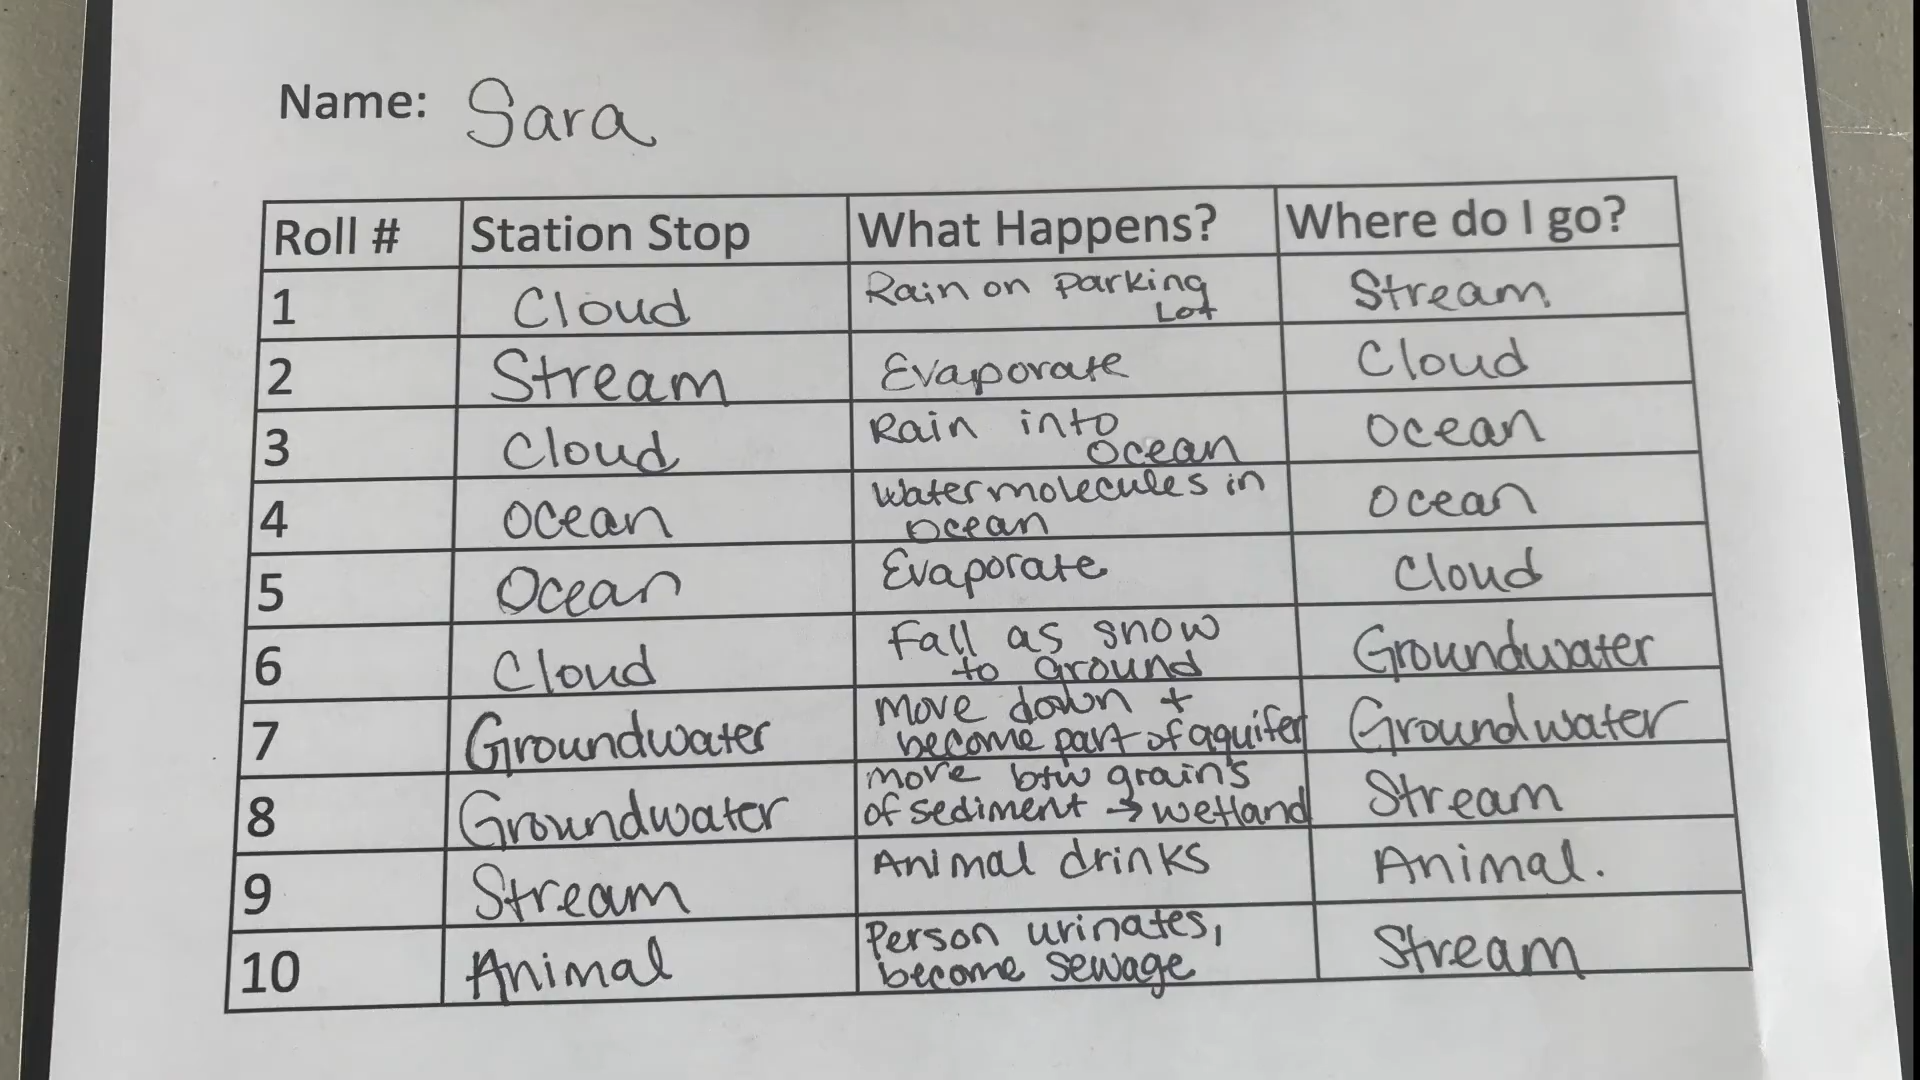 Name: Sara
Roll # Station Stop What Happens? Where do I go?
1 Cloud Rain on parking Lot Stream
2 Stream Evaporate Cloud
3 Cloud Rain into ocean ocean
4 ocean Water molecules in ocean ocean
5 Ocean Evaporate Cloud
6 Cloud Fall as snow to ground Groundwater
7 Groundwater move down + become part of aquifer Groundwater
8 Groundwater move btw grains of sediment → wetland Stream
9 Stream Animal drinks Animal.
10 Animal Person urinates, become sewage Stream